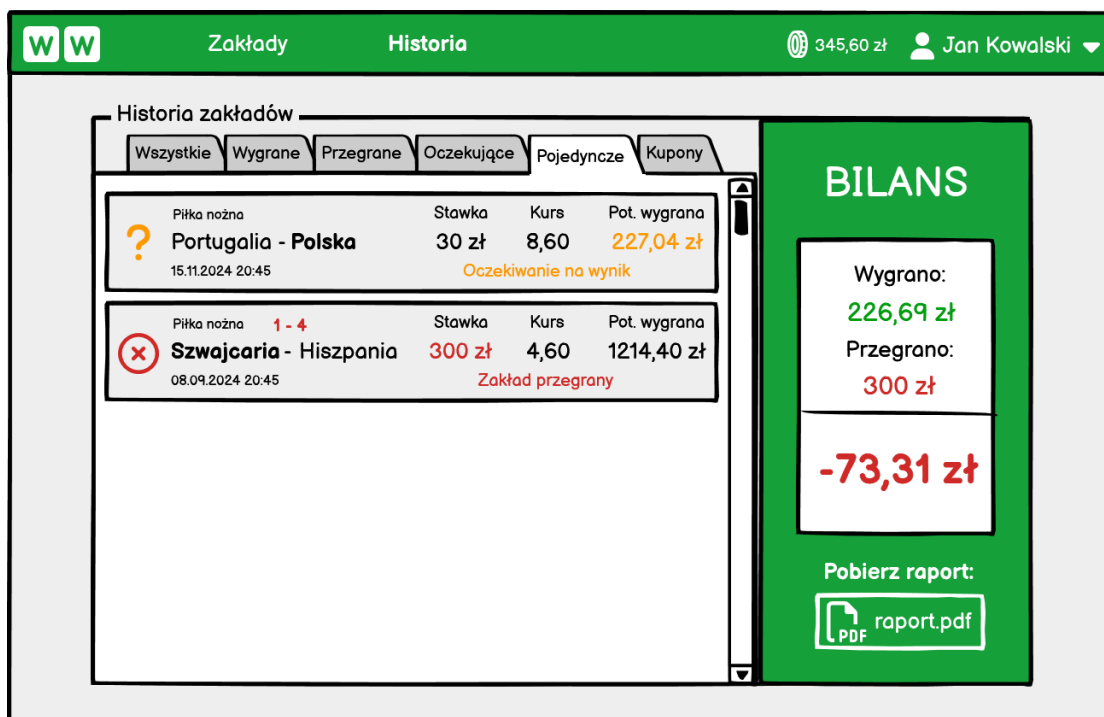 W W Zakłady Historia 345,60 zł Jan Kowalski
Historia zakładów
Wszystkie Wygrane Przegrane Oczekujące Pojedyncze Kupony
Piłka nożna Stawka Kurs Pot. wygrana
Portugalia - Polska 30 zł 8,60 227,04 zł
15.11.2024 20:45 Oczekiwanie na wynik
Piłka nożna 1 - 4 Stawka Kurs Pot. wygrana
Szwajcaria - Hiszpania 300 zł 4,60 1214,40 zł
08.09.2024 20:45 Zakład przegrany
BILANS
Wygrano:
226,69 zł
Przegrano:
300 zł
-73,31 zł
Pobierz raport:
PDF raport.pdf